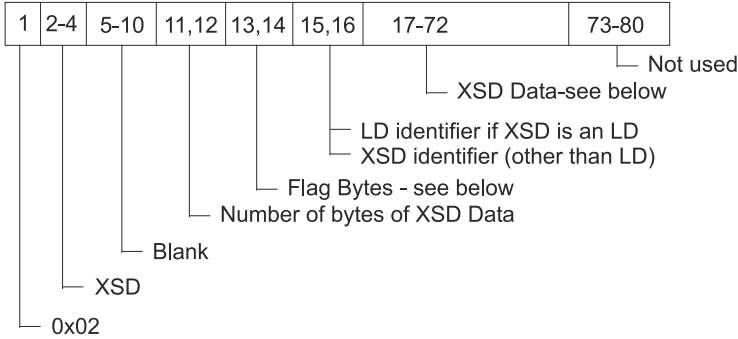 1 2-4 5-10 11,12 13,14 15,16 17-72 73-80
Not used
XSD Data-see below
LD identifier if XSD is an LD
XSD identifier (other than LD)
Flag Bytes - see below
Number of bytes of XSD Data
Blank
XSD
0x02